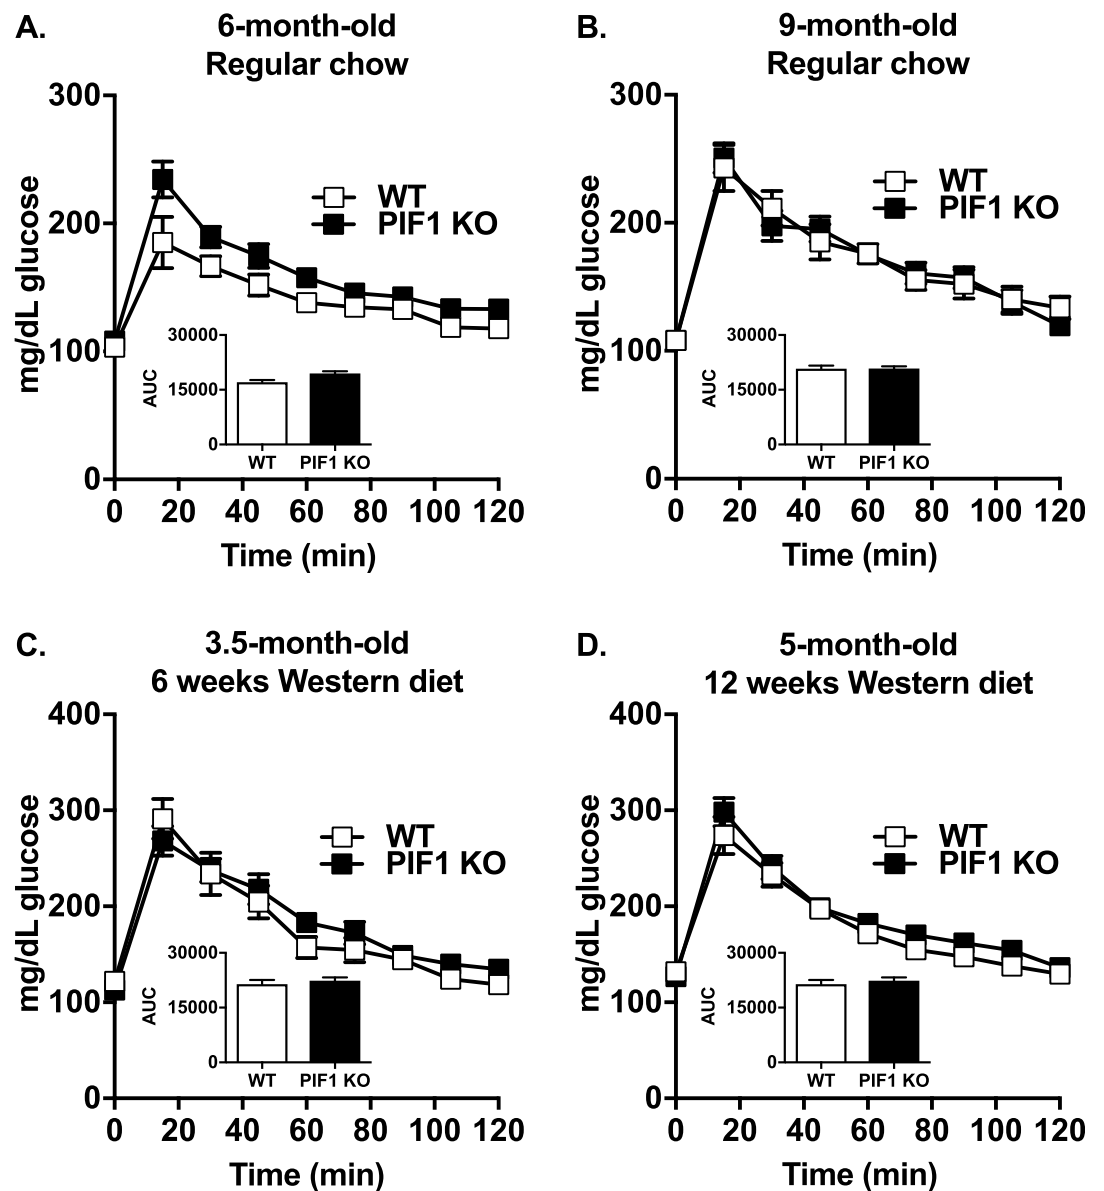 A.
6-month-old
Regular chow
300
200
100
0
mg/dL glucose
WT
PIF1 KO
30000
15000
0
AUC
WT PIF1 KO
0 20 40 60 80 100 120
Time (min)
B.
9-month-old
Regular chow
300
200
100
0
mg/dL glucose
WT
PIF1 KO
30000
15000
0
AUC
WT PIF1 KO
0 20 40 60 80 100 120
Time (min)
C.
3.5-month-old
6 weeks Western diet
400
300
200
100
0
mg/dL glucose
WT
PIF1 KO
30000
15000
0
AUC
WT PIF1 KO
0 20 40 60 80 100 120
Time (min)
D.
5-month-old
12 weeks Western diet
400
300
200
100
0
mg/dL glucose
WT
PIF1 KO
30000
15000
0
AUC
WT PIF1 KO
0 20 40 60 80 100 120
Time (min)